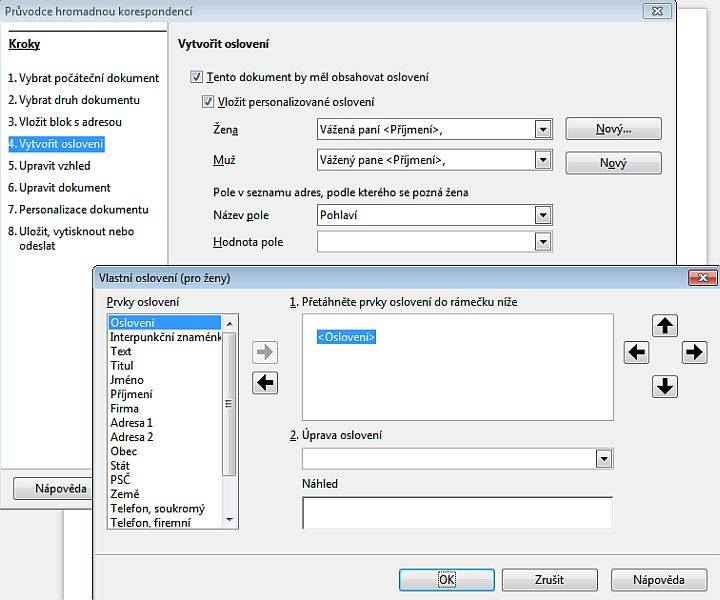 Průvodce hromadnou korespondencí
Kroky
1. Vybrat počáteční dokument
2. Vybrat druh dokumentu
3. Vložit blok s adresou
4. Vytvořit oslovení
5. Upravit vzhled
6. Upravit dokument
7. Personalizace dokumentu
8. Uložit, vytisknout nebo
odeslat
Nápověda
Vytvořit oslovení
Tento dokument by měl obsahovat oslovení
Vložit personalizované oslovení
Žena
Vážená paní <Příjmení>,
Nový...
Muž
Vážený pane <Příjmení>,
Nový
Pole v seznamu adres, podle kterého se pozná žena
Název pole
Pohlaví
Hodnota pole
Vlastní oslovení (pro ženy)
Prvky oslovení
Oslovení
Interpunkční znaménk
Text
Titul
Jméno
Příjmení
Firma
Adresa 1
Adresa 2
Obec
Stát
PSČ
Země
Telefon, soukromý
Telefon, firemní
1. Přetáhněte prvky oslovení do rámečku níže
<Oslovení>
2. Úprava oslovení
Náhled
OK
Zrušit
Nápověda